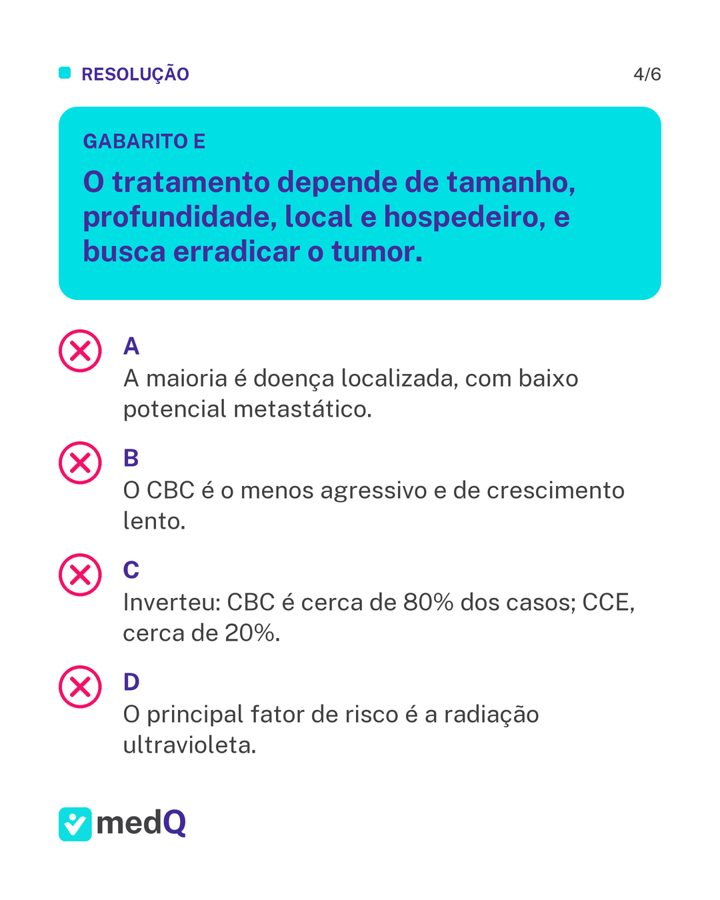 RESOLUÇÃO
4/6
GABARITO E
O tratamento depende de tamanho,
profundidade, local e hospedeiro, e
busca erradicar o tumor.
A
A maioria é doença localizada, com baixo
potencial metastático.
B
O CBC é o menos agressivo e de crescimento
lento.
C
Inverteu: CBC é cerca de 80% dos casos; CCE,
cerca de 20%.
D
O principal fator de risco é a radiação
ultravioleta.
medQ